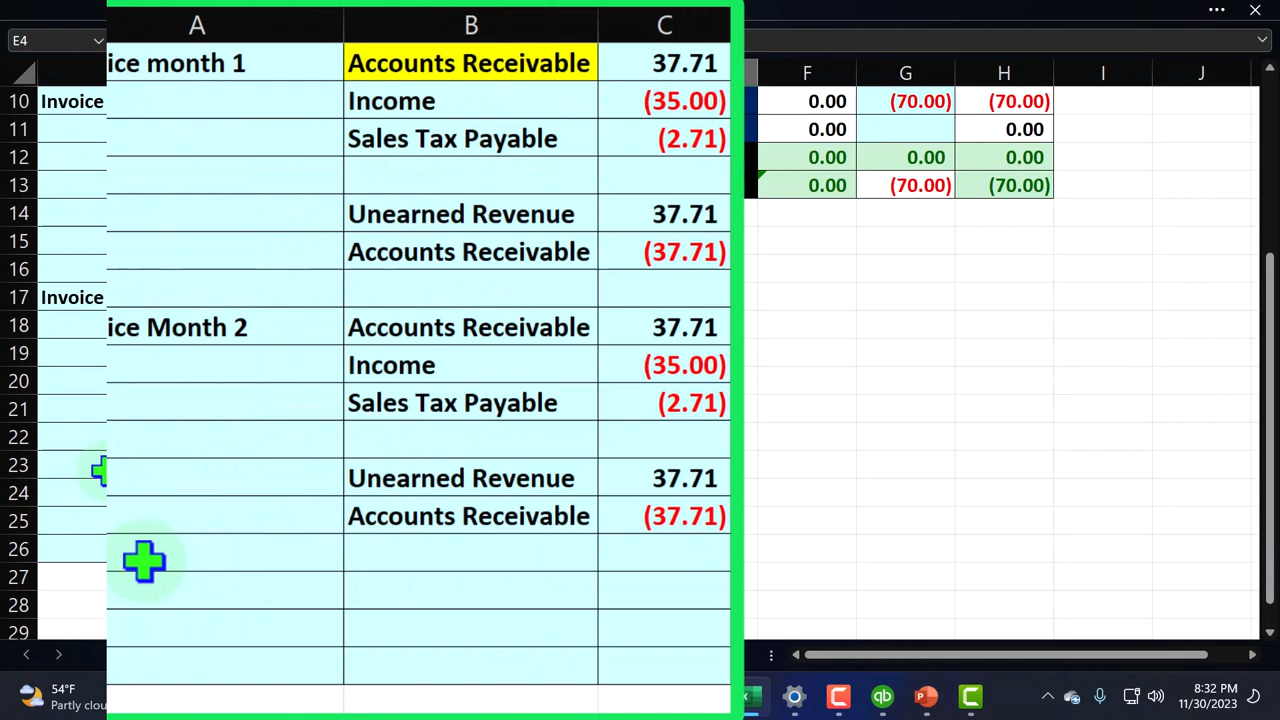 E4
A B C
F G H I J
ice month 1 Accounts Receivable 37.71
Income (35.00)
Sales Tax Payable (2.71)
Unearned Revenue 37.71
Accounts Receivable (37.71)
ice Month 2 Accounts Receivable 37.71
Income (35.00)
Sales Tax Payable (2.71)
Unearned Revenue 37.71
Accounts Receivable (37.71)
10 Invoice 0.00 (70.00) (70.00)
11 0.00 0.00
12 0.00 0.00 0.00
13 0.00 (70.00) (70.00)
14
15
16
17 Invoice
18
19
20
21
22
23
24
25
26
27
28
29
54°F
Partly clou
8:32 PM
11/30/2023